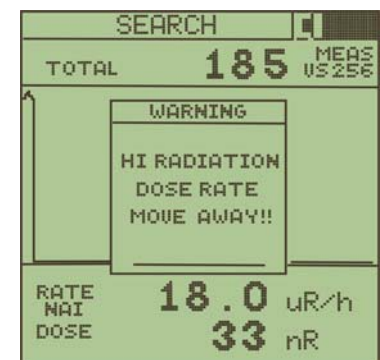 SEARCH
TOTAL 185 MEAS
VS256
WARNING
HI RADIATION
DOSE RATE
MOVE AWAY!!
RATE
NAI 18.0 uR/h
DOSE 33 nR